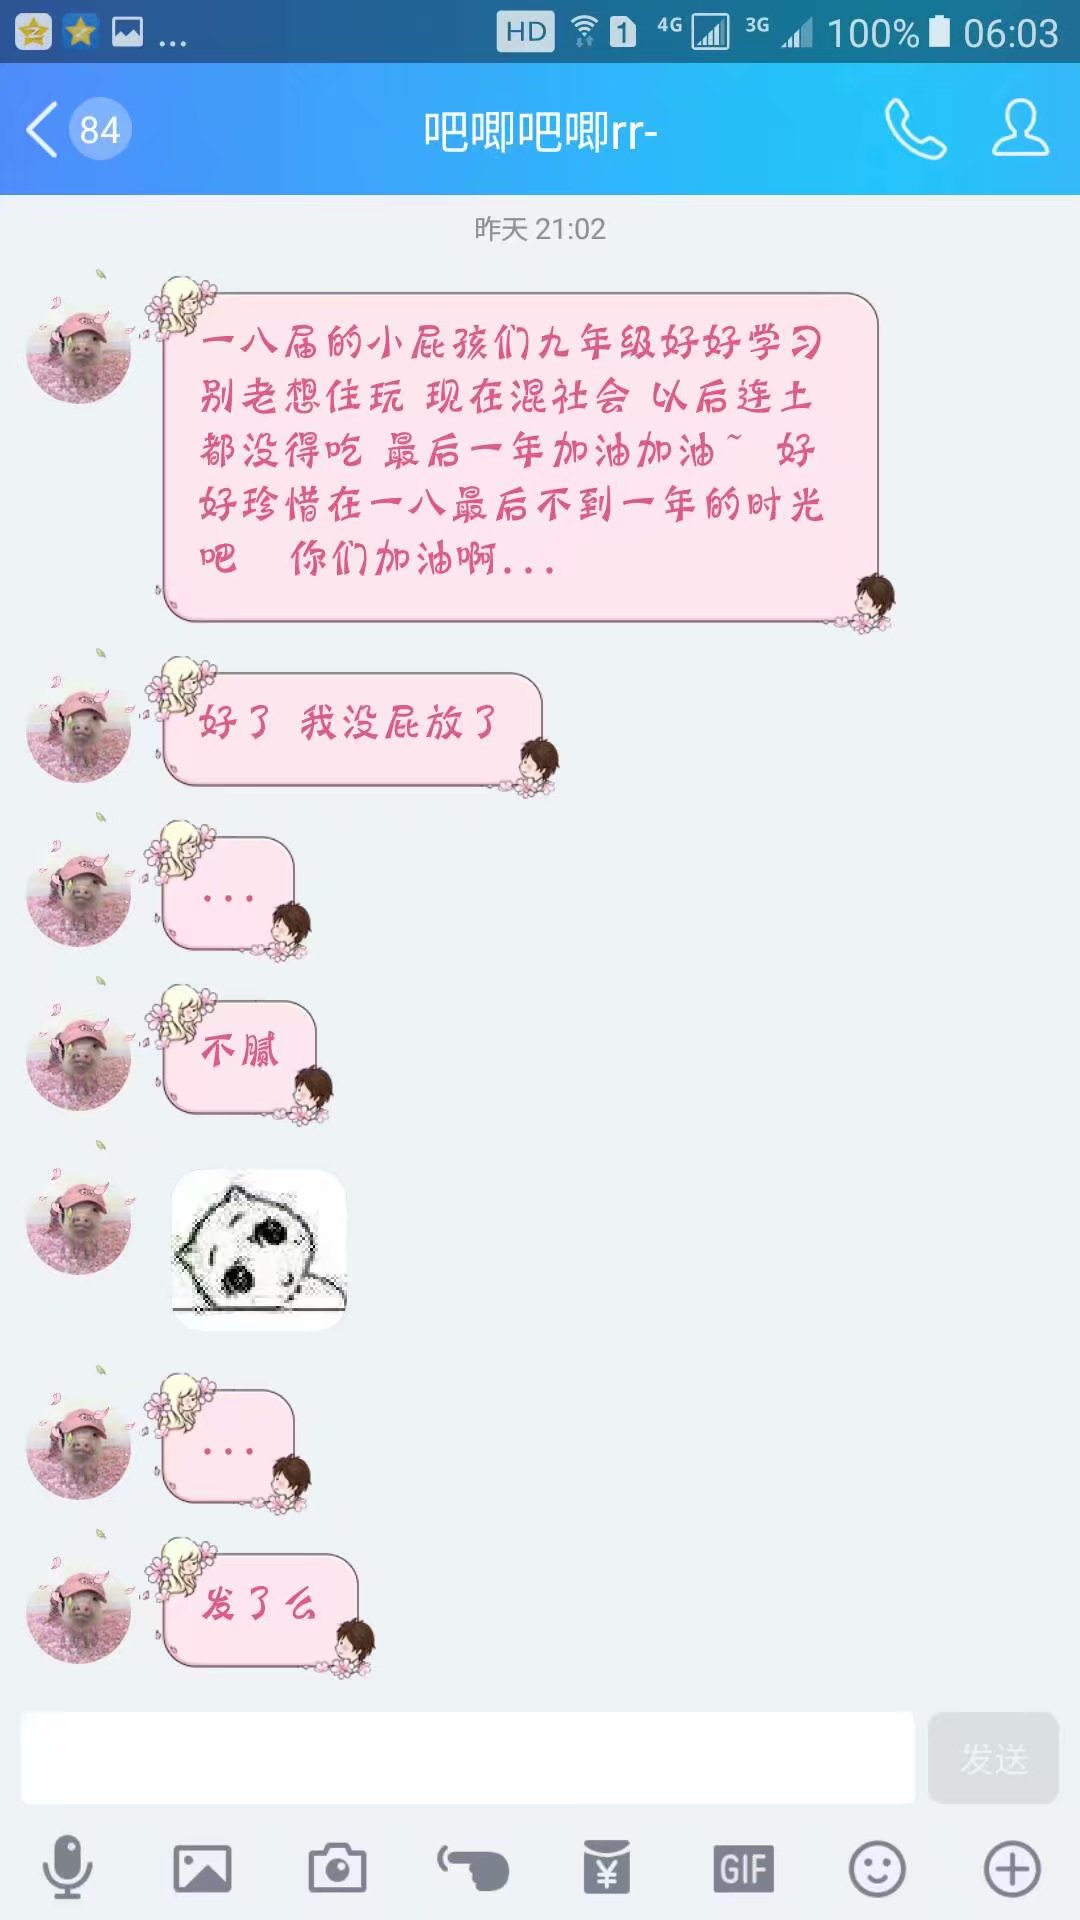 HD 1 4G 3G 100% 06:03
84 吧唧吧唧rr-
昨天 21:02
一八届的小屁孩们九年级好好学习
别老想住玩 现在混社会 以后连土
都没得吃 最后一年加油加油~ 好
好珍惜在一八最后不到一年的时光
吧 你们加油啊...
好了 我没屁放了
...
不腻
...
发了么
发送
GIF